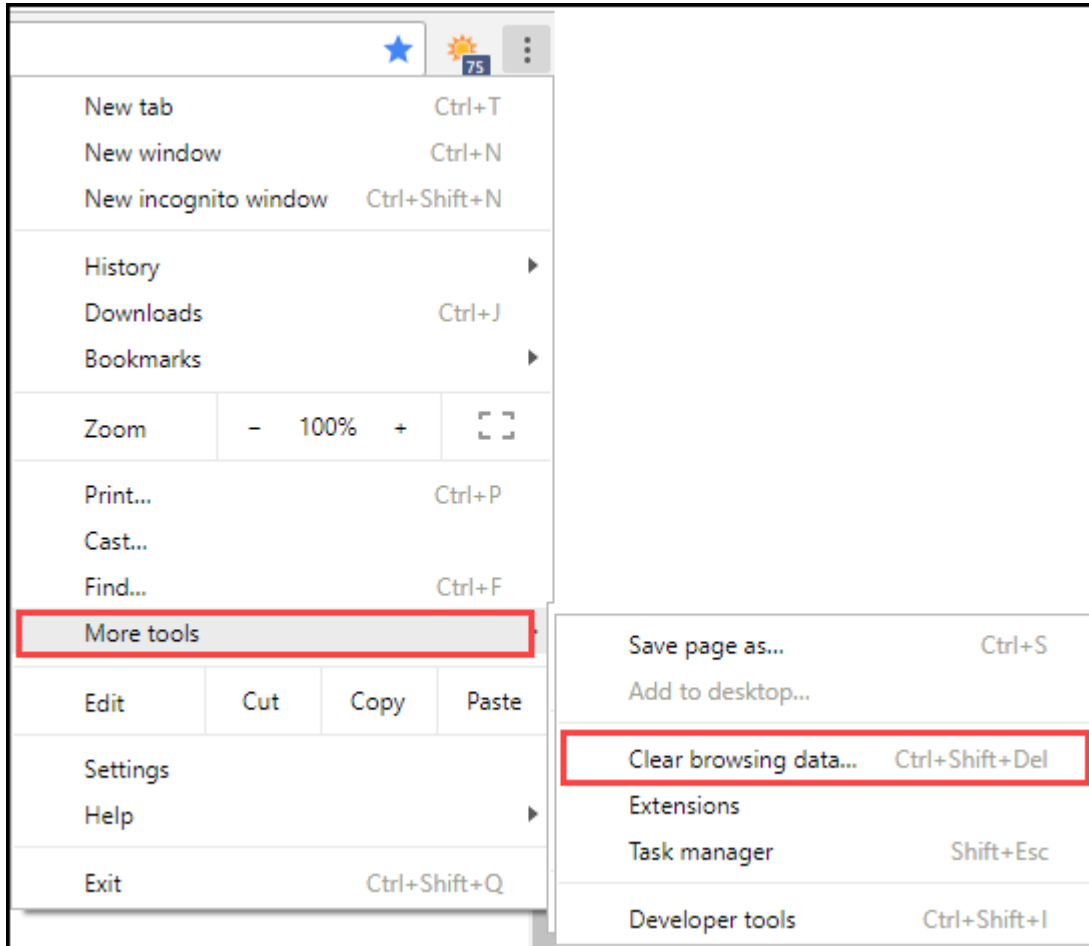 75
New tab Ctrl+T
New window Ctrl+N
New incognito window Ctrl+Shift+N
History
Downloads Ctrl+J
Bookmarks
Zoom - 100% +
Print... Ctrl+P
Cast...
Find... Ctrl+F
More tools
Edit Cut Copy Paste
Settings
Help
Exit Ctrl+Shift+Q
Save page as... Ctrl+S
Add to desktop...
Clear browsing data... Ctrl+Shift+Del
Extensions
Task manager Shift+Esc
Developer tools Ctrl+Shift+I